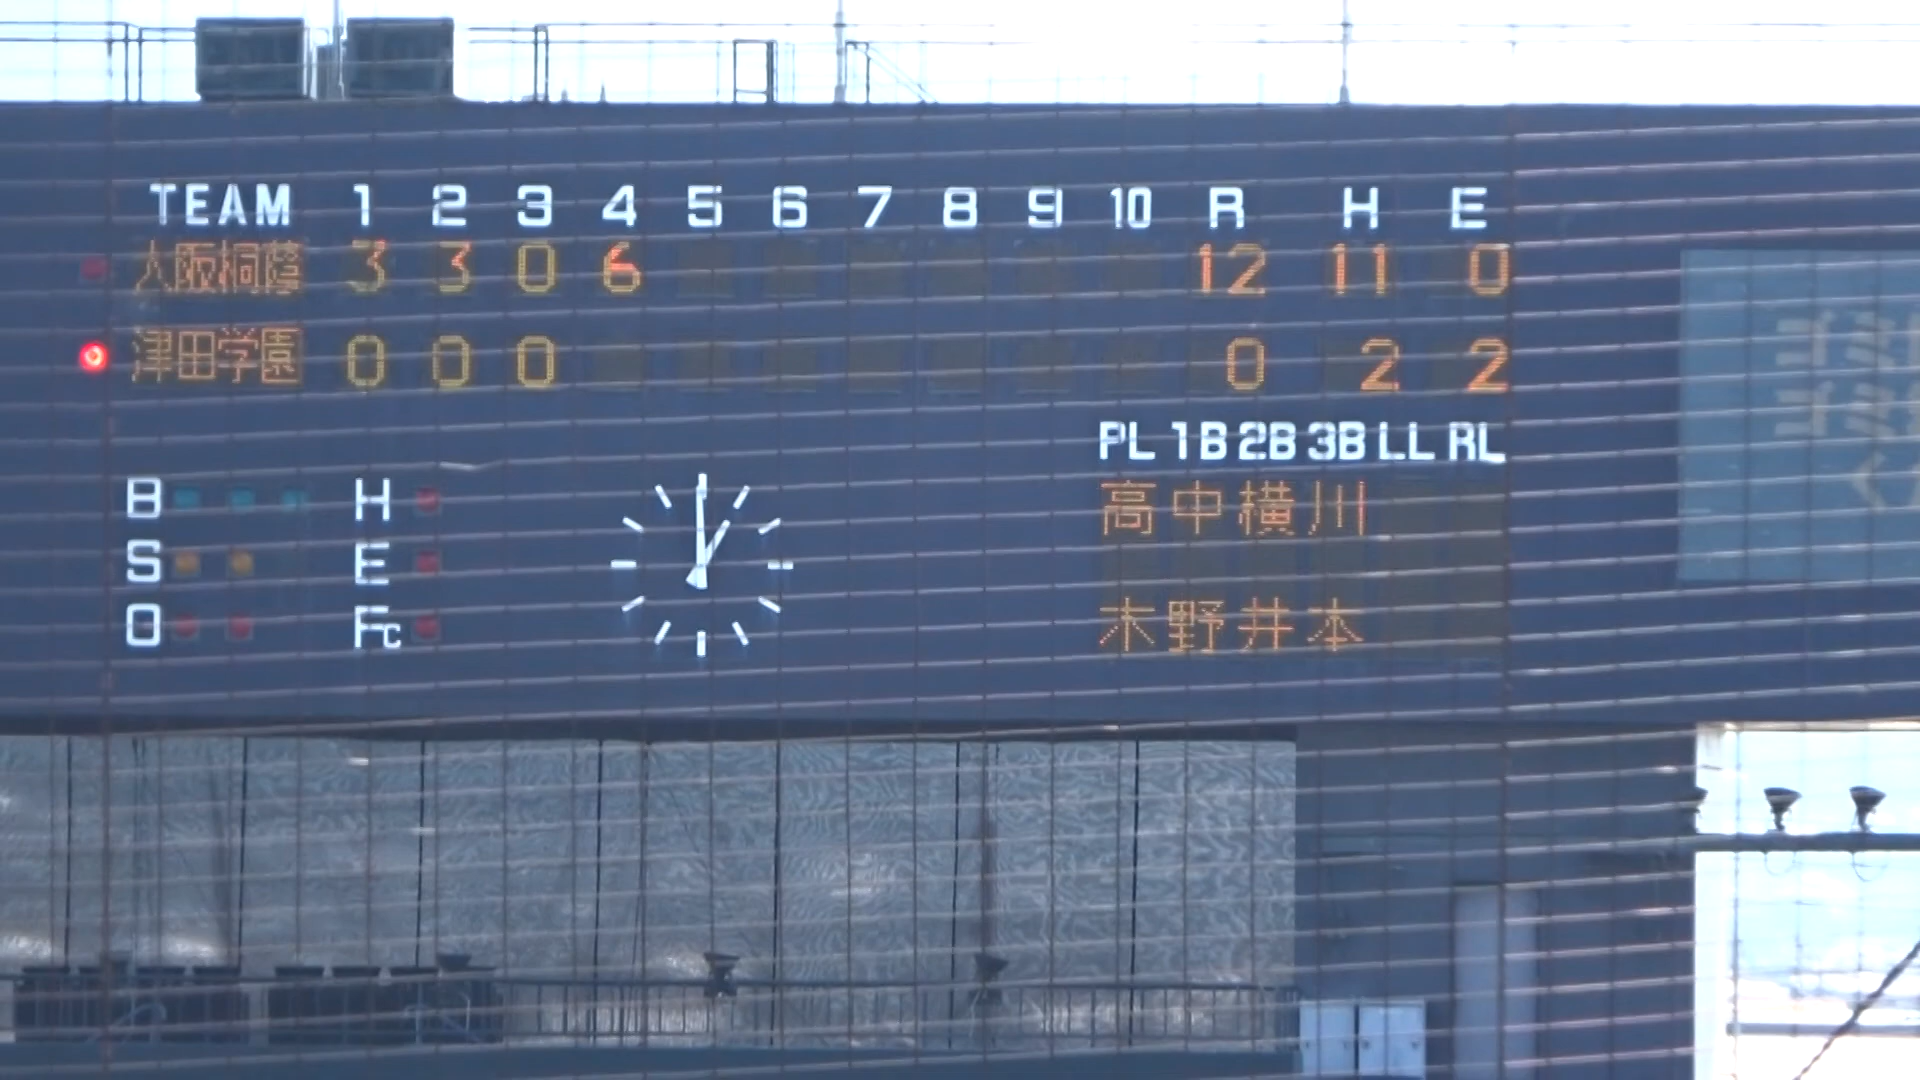 TEAM 1 2 3 4 5 6 7 8 9 10 R H E
大阪桐蔭 3 3 0 6 12 11 0
津田学園 0 0 0 0 2 2
PL 1B 2B 3B LL RL
B H
高 中 横 川
S E
O Fc
木 野 井 本